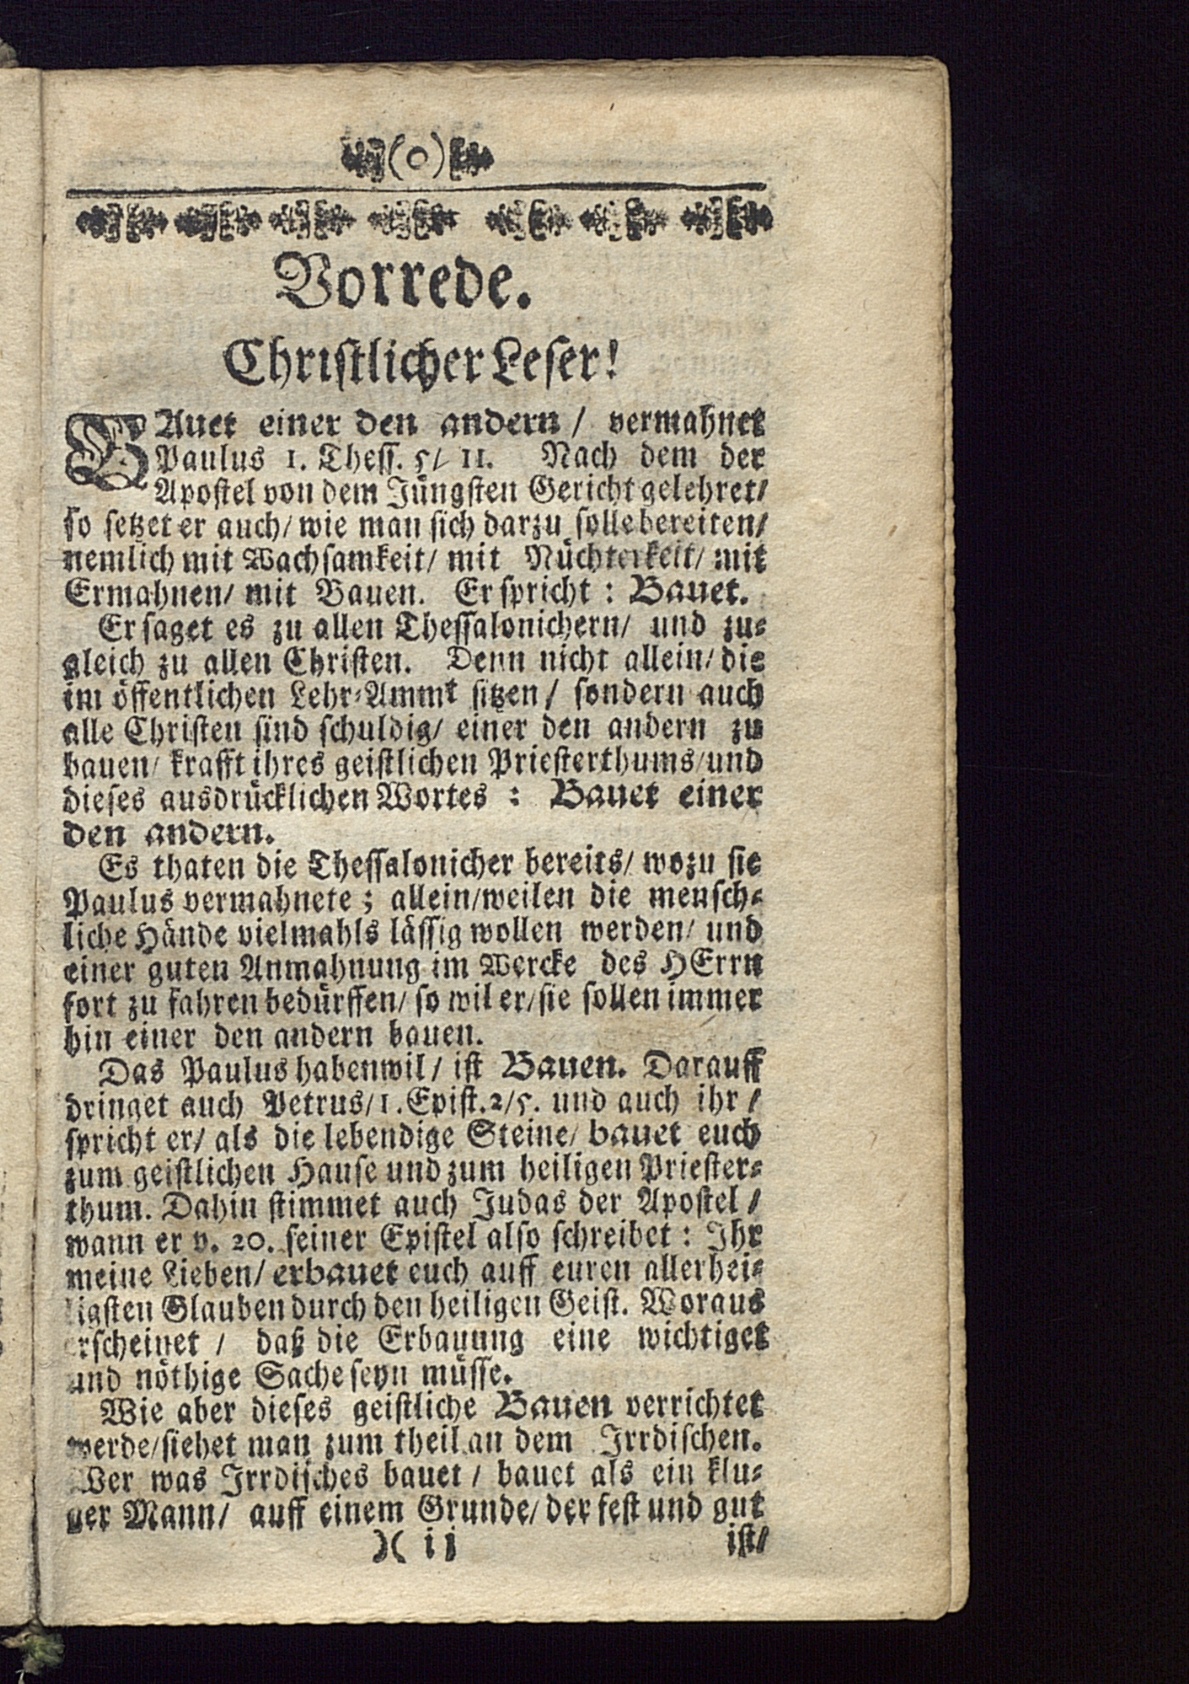 (o)
Vorrede.
Christlicher Leser!
BAuet einer den andern / vermahnet
Paulus 1. Thess. 5/ 11. Nach dem der
Apostel von dem Jüngsten Gericht gelehret/
so setzet er auch/ wie man sich darzu solle bereiten/
nemlich mit Wachsamkeit/ mit Nüchterkeit/ mit
Ermahnen/ mit Bauen. Er spricht : Bauet.
Er saget es zu allen Thessalonichern/ und zu-
gleich zu allen Christen. Denn nicht allein/ die
im öffentlichen Lehr-Ammt sitzen / sondern auch
alle Christen sind schuldig/ einer den andern zu
bauen/ krafft ihres geistlichen Priesterthums/und
dieses ausdrücklichen Wortes : Bauet einer
den andern.
Es thaten die Thessalonicher bereits/ wozu sie
Paulus vermahnete ; allein/weilen die mensch-
liche Hände vielmahls lässig wollen werden/ und
einer guten Anmahnung im Wercke des HErrn
fort zu fahren bedürffen/ so wil er/sie sollen immer
hin einer den andern bauen.
Das Paulus haben wil/ ist Bauen. Darauff
dringet auch Petrus/1. Epist.2/5. und auch ihr /
spricht er/ als die lebendige Steine/ bauet euch
zum geistlichen Hause und zum heiligen Priester-
thum. Dahin stimmet auch Judas der Apostel /
wann er v. 20. seiner Epistel also schreibet : Ihr
meine Lieben/ erbauet euch auff euren allerhei-
ligsten Glauben durch den heiligen Geist. Woraus
erscheinet / daß die Erbauung eine wichtiget
und nöthige Sache seyn müsse.
Wie aber dieses geistliche Bauen verrichtet
werde/siehet man zum theil an dem Irrdischen.
Wer was Irrdisches bauet / bauet als ein klu-
ger Mann/ auff einem Grunde/ der fest und gut
)( ij
ist/